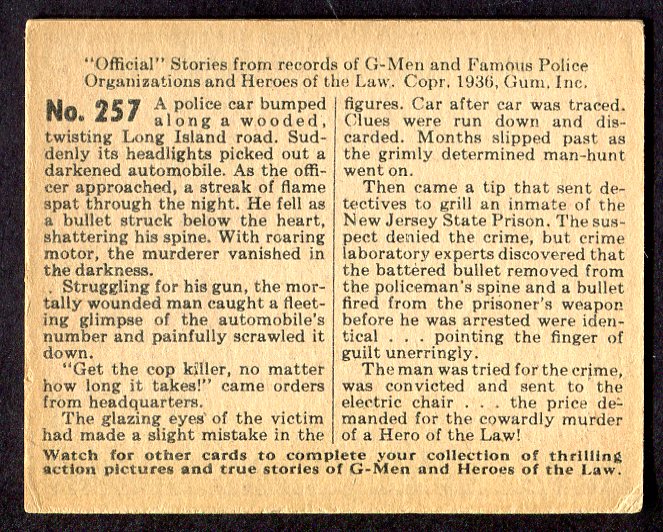 "Official" Stories from records of G-Men and Famous Police
Organizations and Heroes of the Law. Copr. 1936, Gum, Inc.
No. 257 A police car bumped
along a wooded,
twisting Long Island road. Sud-
denly its headlights picked out a
darkened automobile. As the offi-
cer approached, a streak of flame
spat through the night. He fell as
a bullet struck below the heart,
shattering his spine. With roaring
motor, the murderer vanished in
the darkness.
Struggling for his gun, the mor-
tally wounded man caught a fleet-
ing glimpse of the automobile's
number and painfully scrawled it
down.
"Get the cop killer, no matter
how long it takes!" came orders
from headquarters.
The glazing eyes of the victim
had made a slight mistake in the
figures. Car after car was traced.
Clues were run down and dis-
carded. Months slipped past as
the grimly determined man-hunt
went on.
Then came a tip that sent de-
tectives to grill an inmate of the
New Jersey State Prison. The sus-
pect denied the crime, but crime
laboratory experts discovered that
the battered bullet removed from
the policeman's spine and a bullet
fired from the prisoner's weapon
before he was arrested were iden-
tical . . . pointing the finger of
guilt unerringly.
The man was tried for the crime,
was convicted and sent to the
electric chair . . . the price de-
manded for the cowardly murder
of a Hero of the Law!
Watch for other cards to complete your collection of thrilling
action pictures and true stories of G-Men and Heroes of the Law.